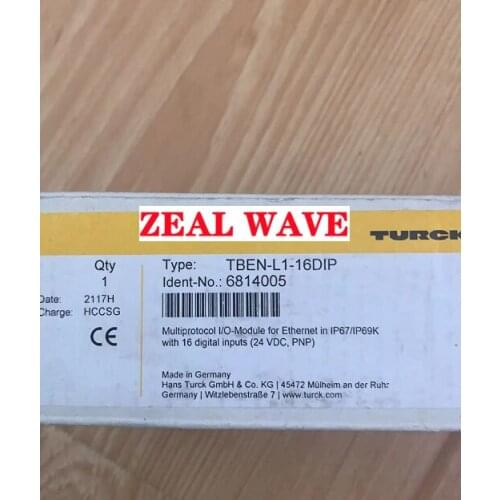 ZEAL WAVE
TURCK
Qty
1
Type: TBEN-L1-16DIP
Ident-No.: 6814005
Date: 2117H
Charge: HCCSG
CE
Multiprotocol I/O-Module for Ethernet in IP67/IP69K
with 16 digital inputs (24 VDC, PNP)
Made in Germany
Hans Turck GmbH & Co. KG | 45472 Mülheim an der Ruhr
Germany | Witzlebenstraße 7 | www.turck.com